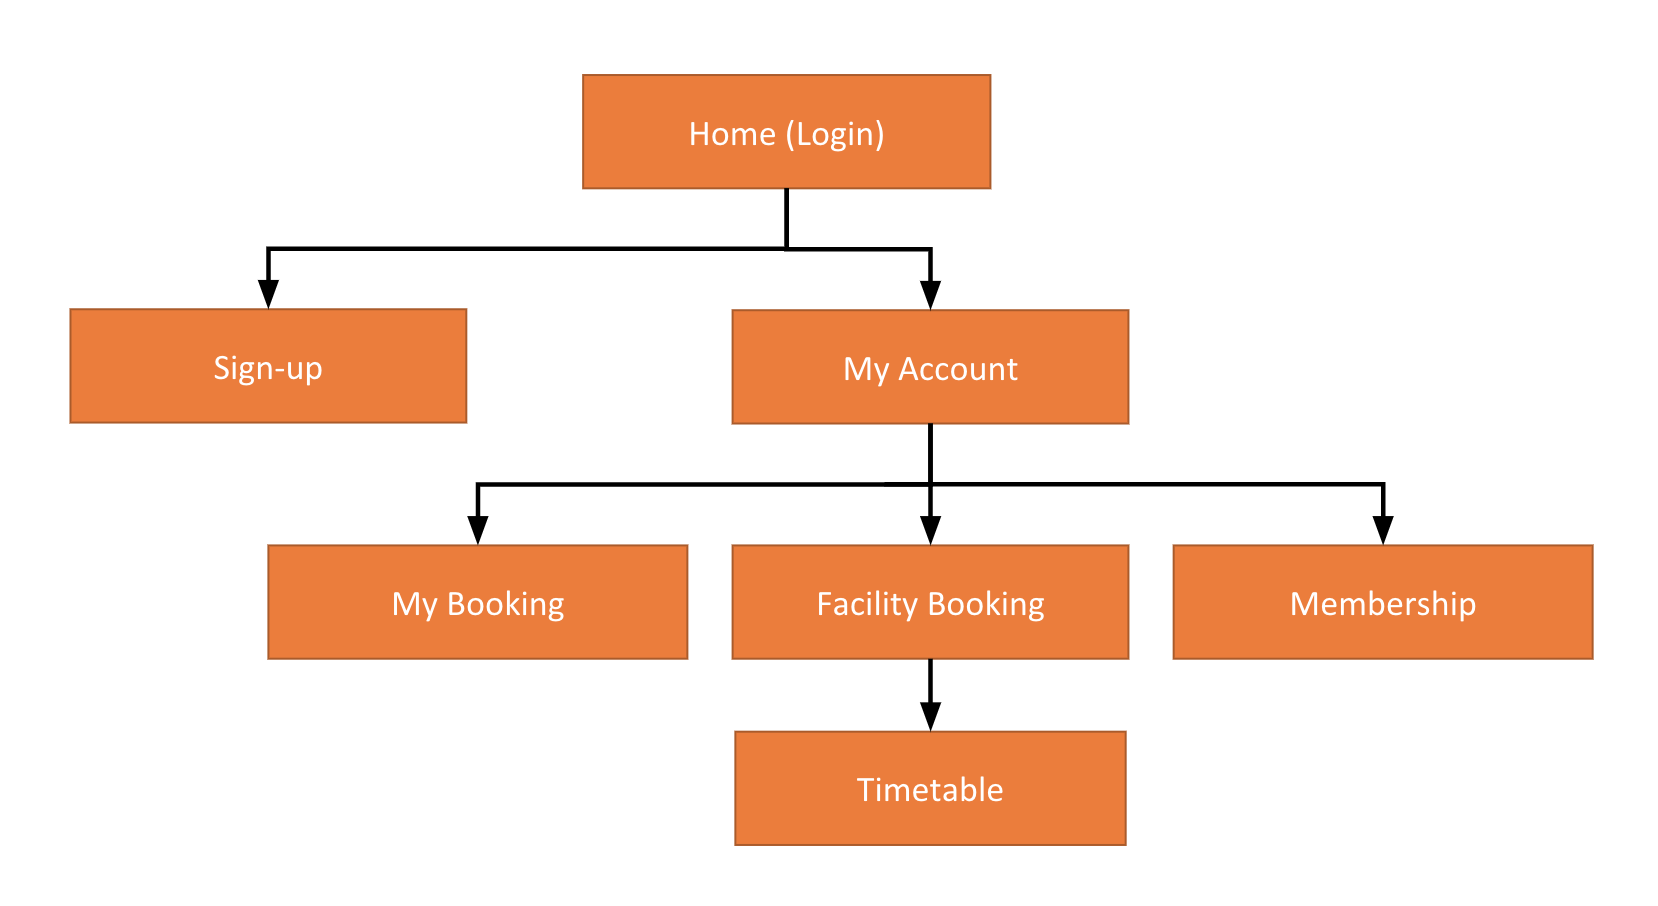 Home (Login)
Sign-up
My Account
My Booking
Facility Booking
Membership
Timetable